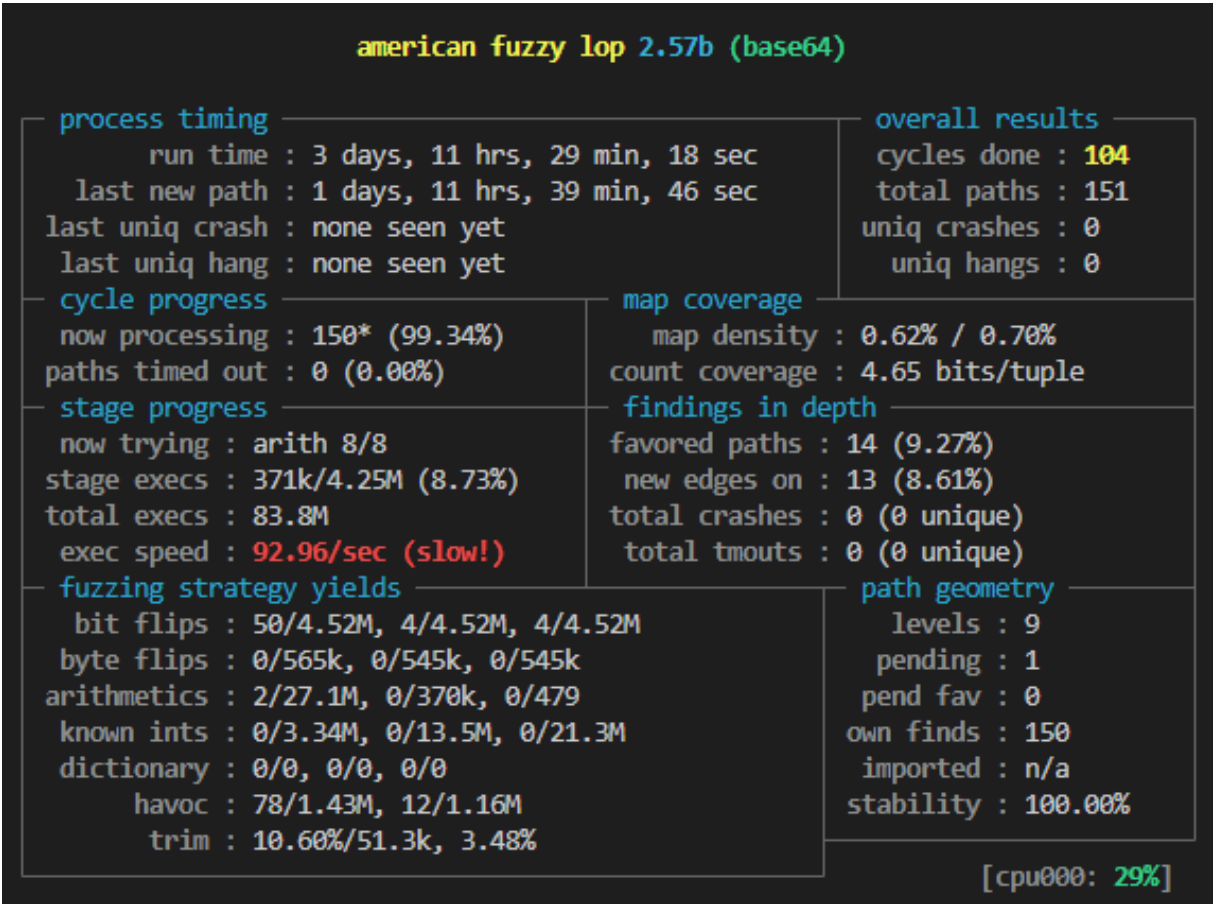 american fuzzy lop 2.57b (base64)
process timing
run time : 3 days, 11 hrs, 29 min, 18 sec
last new path : 1 days, 11 hrs, 39 min, 46 sec
last uniq crash : none seen yet
last uniq hang : none seen yet
overall results
cycles done : 104
total paths : 151
uniq crashes : 0
uniq hangs : 0
cycle progress
now processing : 150* (99.34%)
paths timed out : 0 (0.00%)
map coverage
map density : 0.62% / 0.70%
count coverage : 4.65 bits/tuple
stage progress
now trying : arith 8/8
stage execs : 371k/4.25M (8.73%)
total execs : 83.8M
exec speed : 92.96/sec (slow!)
findings in depth
favored paths : 14 (9.27%)
new edges on : 13 (8.61%)
total crashes : 0 (0 unique)
total tmouts : 0 (0 unique)
fuzzing strategy yields
bit flips : 50/4.52M, 4/4.52M, 4/4.52M
byte flips : 0/565k, 0/545k, 0/545k
arithmetics : 2/27.1M, 0/370k, 0/479
known ints : 0/3.34M, 0/13.5M, 0/21.3M
dictionary : 0/0, 0/0, 0/0
havoc : 78/1.43M, 12/1.16M
trim : 10.60%/51.3k, 3.48%
path geometry
levels : 9
pending : 1
pend fav : 0
own finds : 150
imported : n/a
stability : 100.00%
[cpu000: 29%]